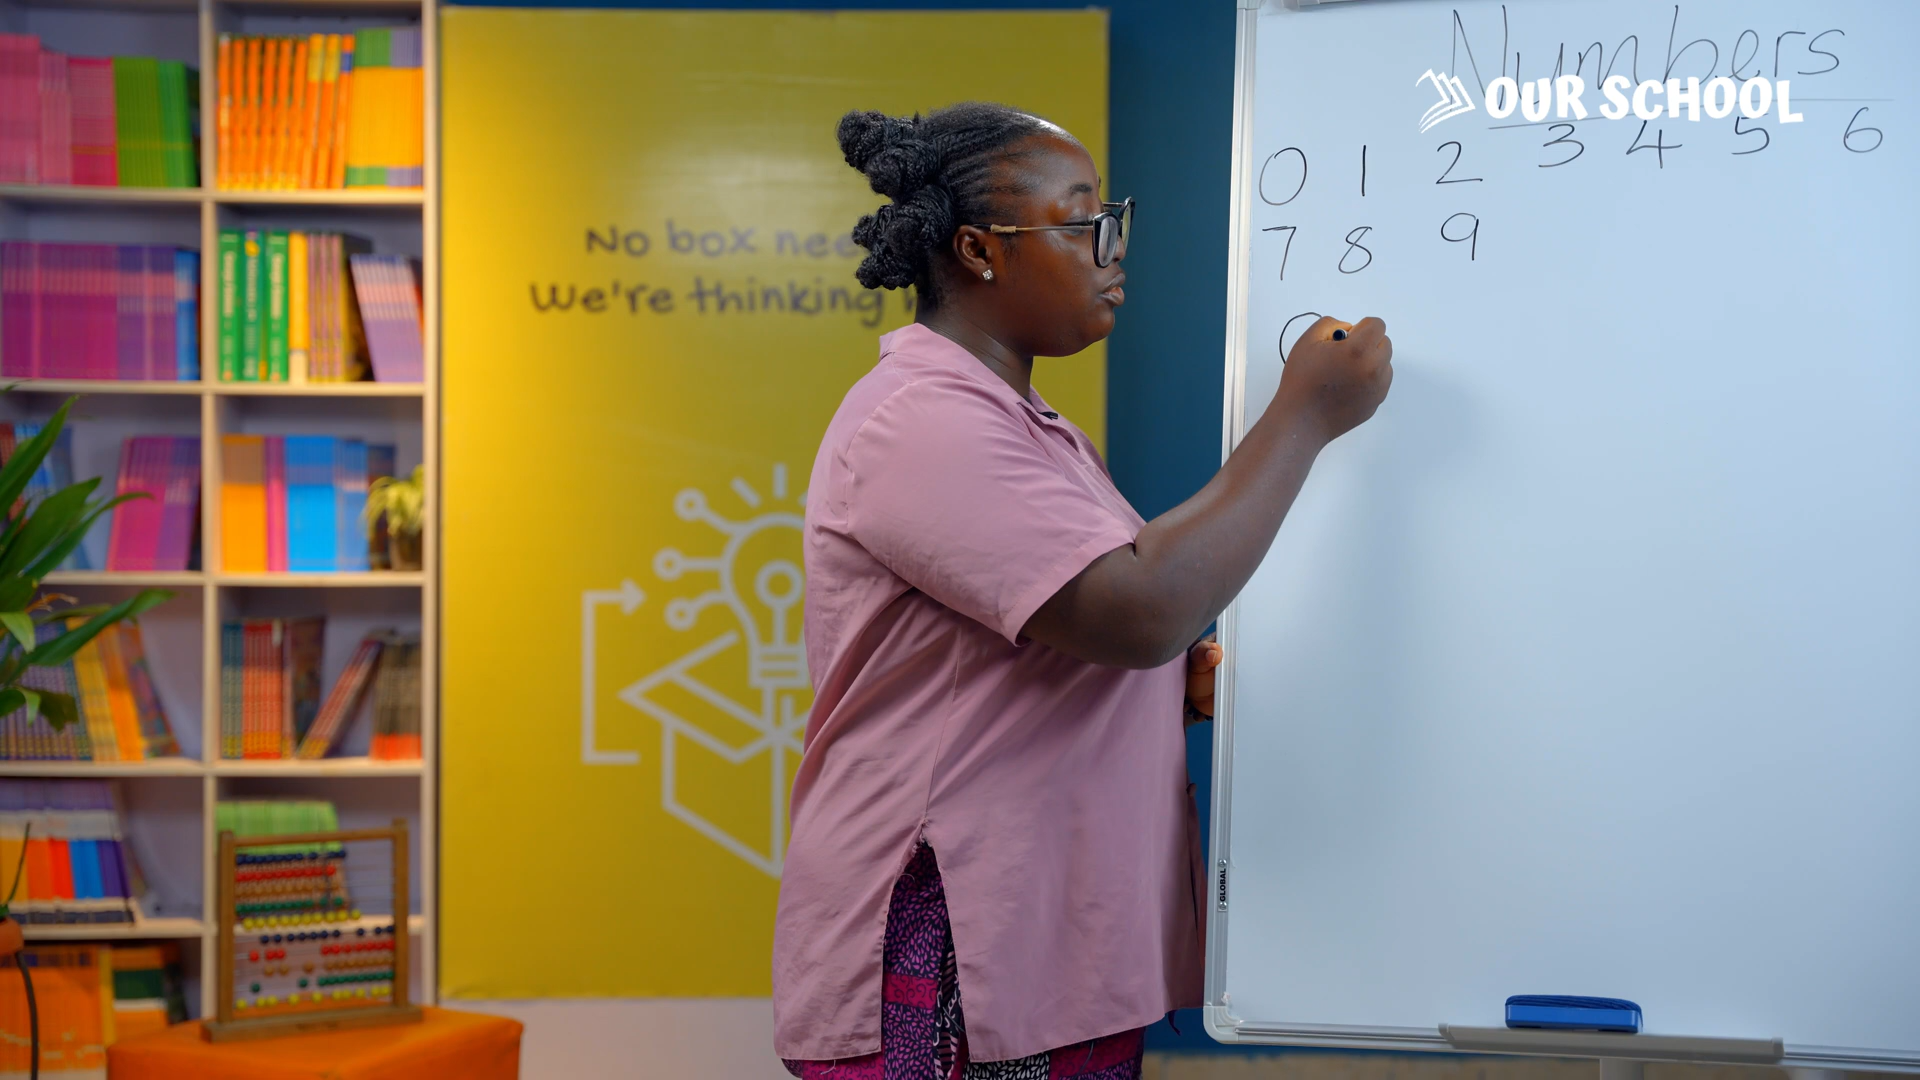 No box nee
We're thinking
Numbers
OUR SCHOOL
0 1 2 3 4 5 6
7 8 9
GLOBAL